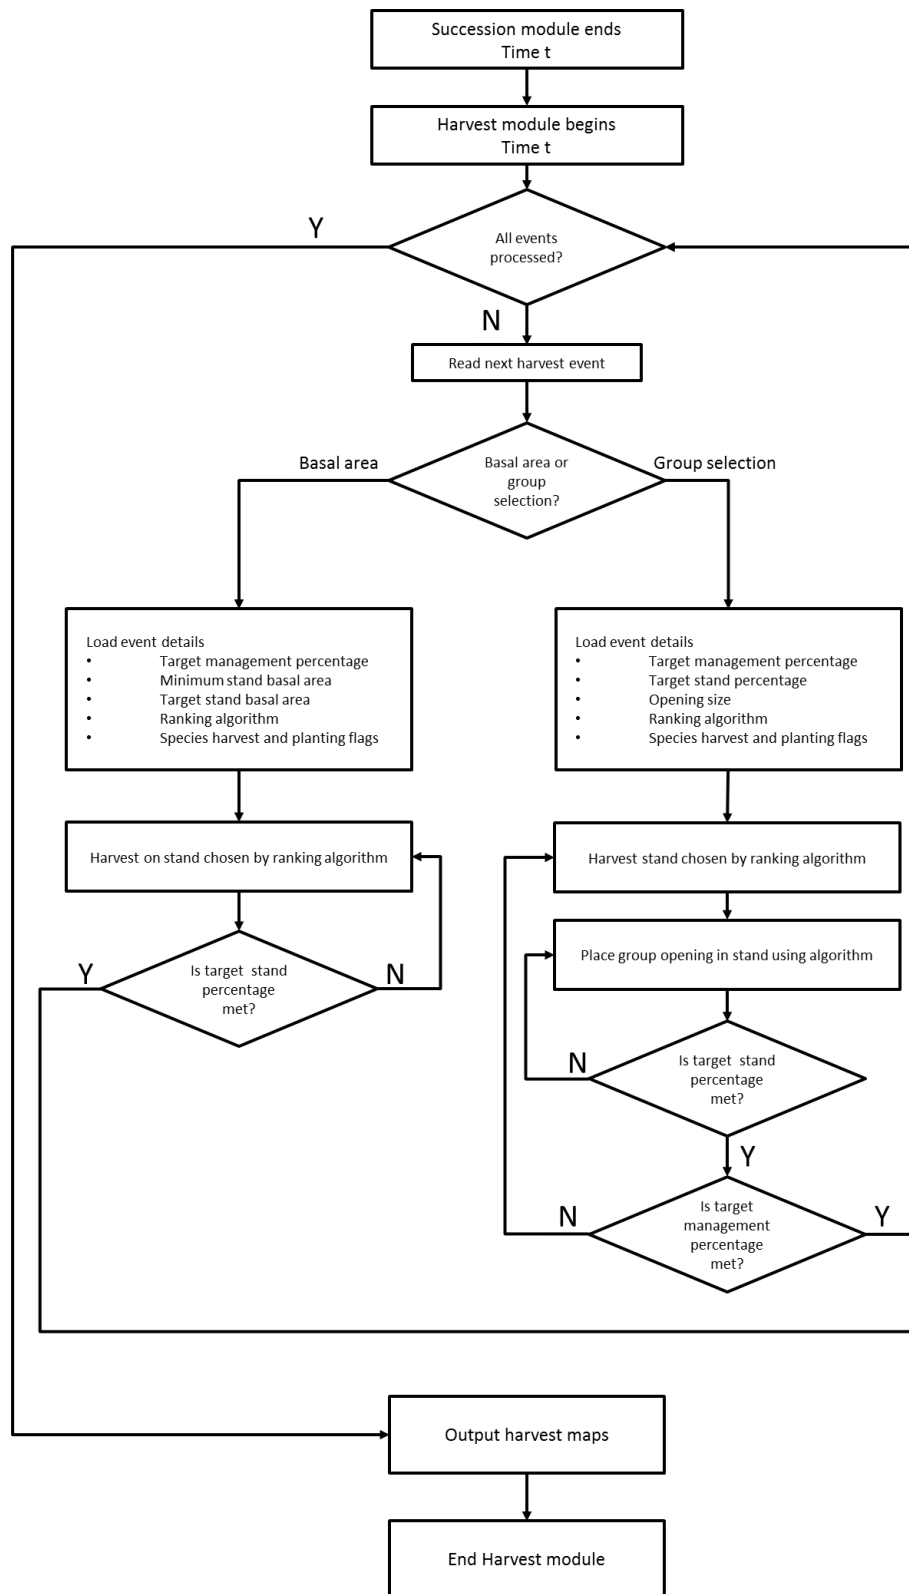 Succession module ends
Time t
Harvest module begins
Time t
Y
All events
processed?
N
Read next harvest event
Basal area
Basal area or
group
selection?
Group selection
Load event details
• Target management percentage
• Minimum stand basal area
• Target stand basal area
• Ranking algorithm
• Species harvest and planting flags
Load event details
• Target management percentage
• Target stand percentage
• Opening size
• Ranking algorithm
• Species harvest and planting flags
Harvest on stand chosen by ranking algorithm
Harvest stand chosen by ranking algorithm
Place group opening in stand using algorithm
Y
Is target stand
percentage
met?
N
N
Is target stand
percentage
met?
Y
N
Is target
management
percentage
met?
Y
Output harvest maps
End Harvest module